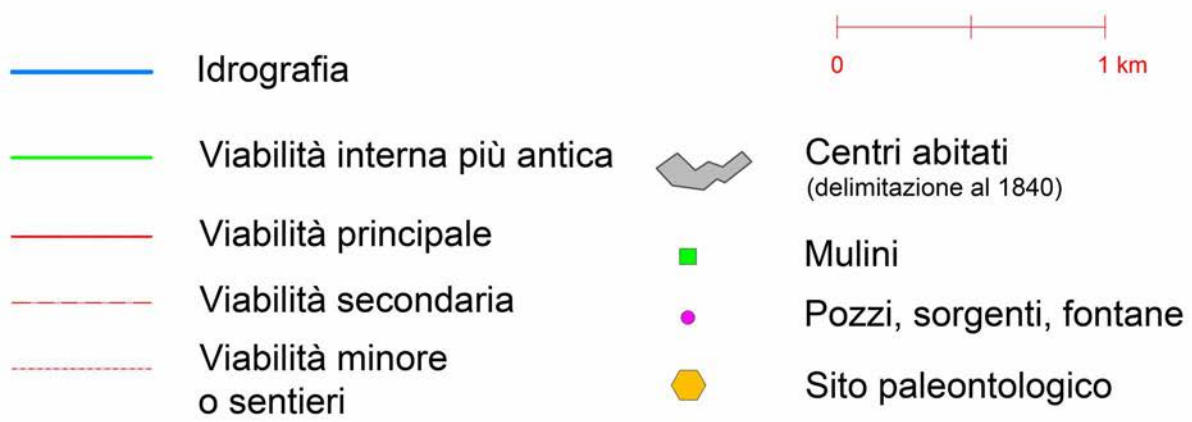 Idrografia
Viabilità interna più antica
Viabilità principale
Viabilità secondaria
Viabilità minore
o sentieri
0 1 km
Centri abitati
(delimitazione al 1840)
Mulini
Pozzi, sorgenti, fontane
Sito paleontologico